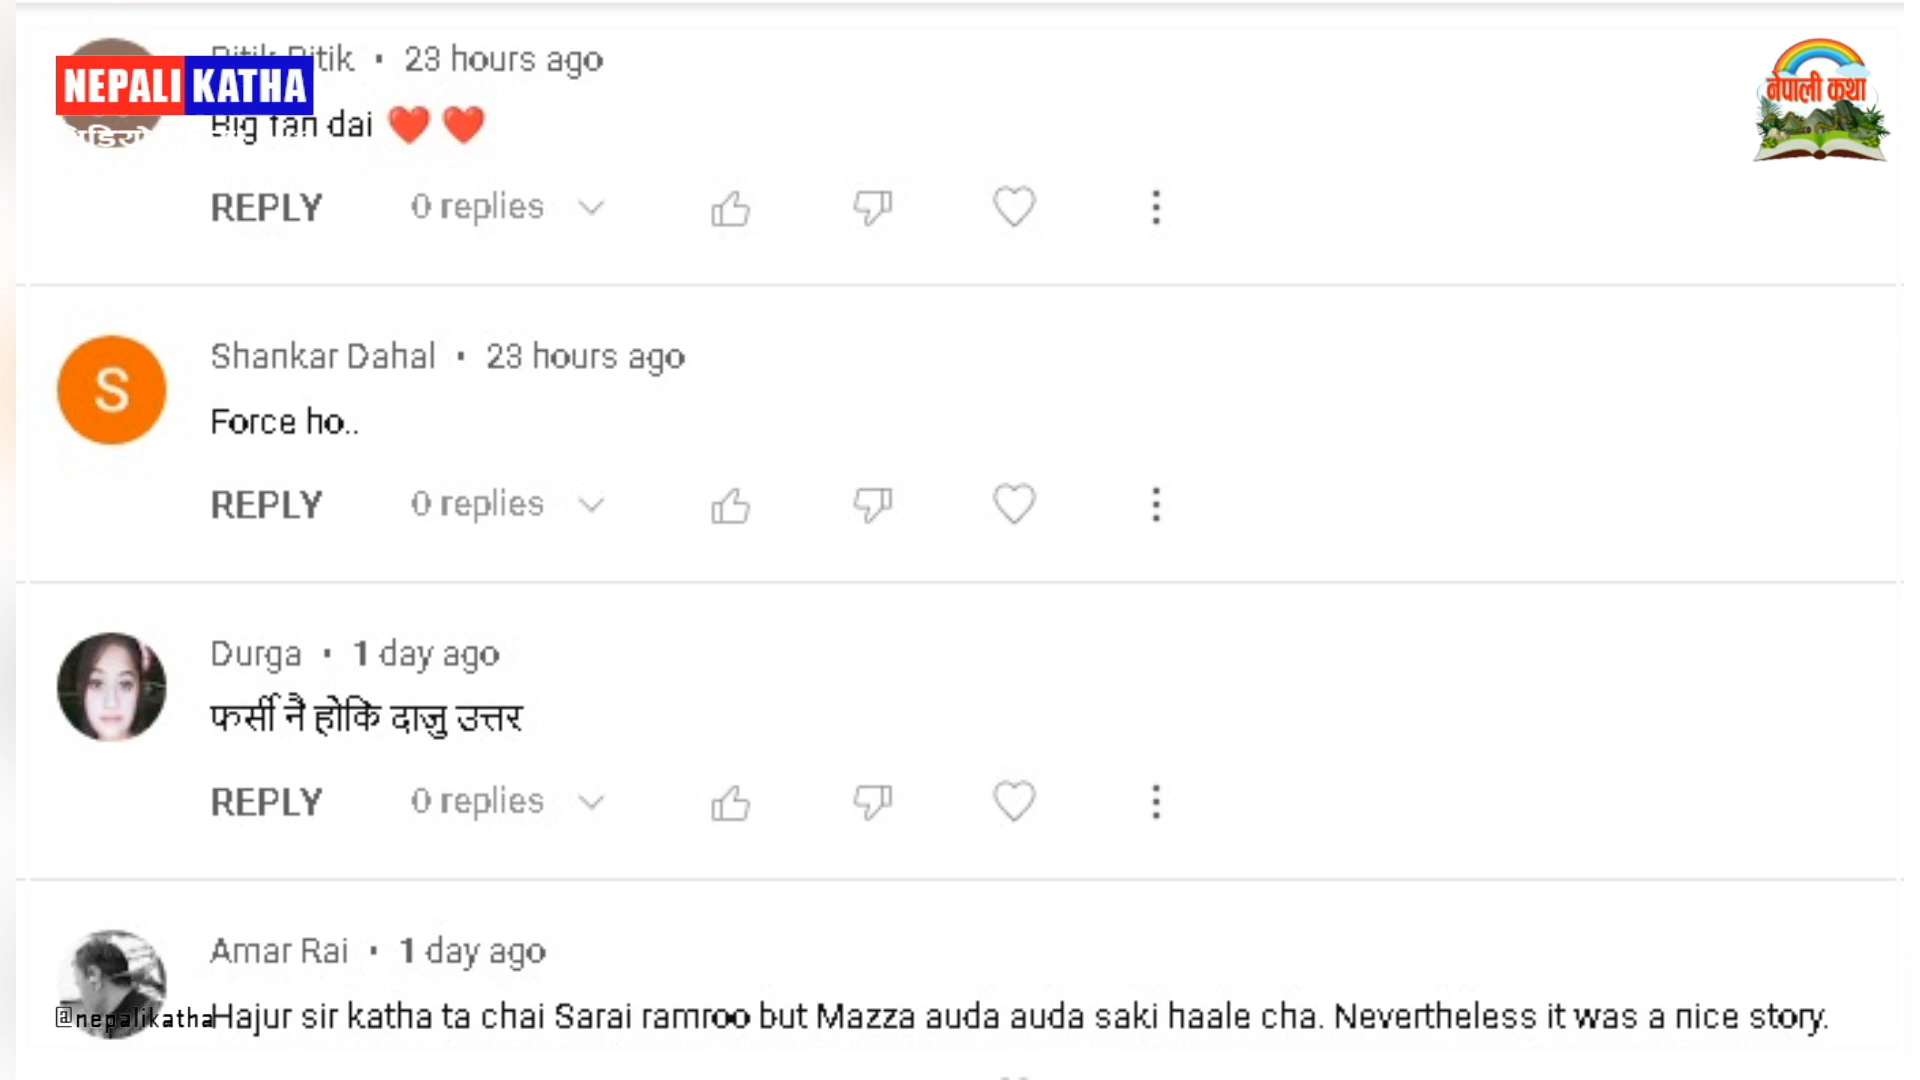 Ritik Ritik • 23 hours ago
NEPALI KATHA
नेपाली कथा
Big fan dai ❤️ ❤️
REPLY 0 replies
Shankar Dahal • 23 hours ago
S
Force ho..
REPLY 0 replies
Durga • 1 day ago
फर्सी नै होकि दाजु उत्तर
REPLY 0 replies
Amar Rai • 1 day ago
@nepalikatha
Hajur sir katha ta chai Sarai ramroo but Mazza auda auda saki haale cha. Nevertheless it was a nice story.